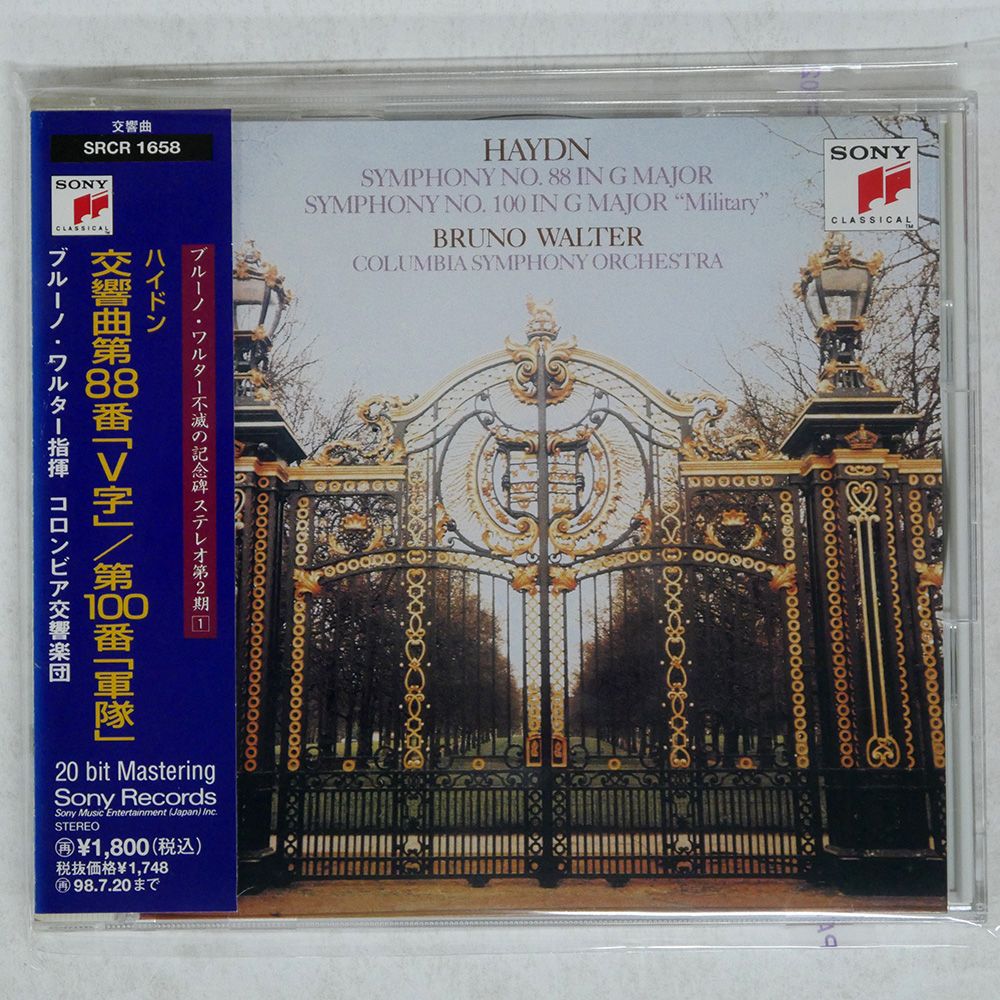 交響曲
SRCR 1658
SONY
CLASSICAL
ブルーノ・ワルター不滅の記念碑 ステレオ第2期 1
ハイドン
交響曲第88番「V字」／第100番「軍隊」
ブルーノ・ワルター指揮 コロンビア交響楽団
20 bit Mastering
Sony Records
Sony Music Entertainment (Japan) Inc.
STEREO
再 ¥1,800(税込)
税抜価格¥1,748
再 98.7.20まで
HAYDN
SYMPHONY NO. 88 IN G MAJOR
SYMPHONY NO. 100 IN G MAJOR “Military”
BRUNO WALTER
COLUMBIA SYMPHONY ORCHESTRA
SONY
CLASSICAL™